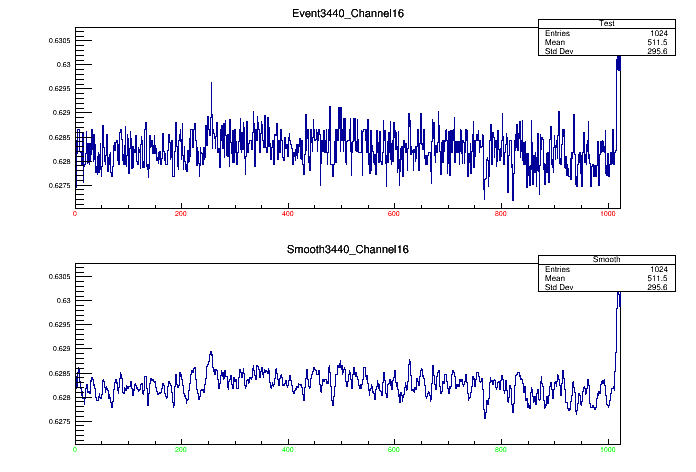 Event3440_Channel16
Test
Entries 1024
Mean 511.5
Std Dev 295.6
0.6305
0.63
0.6295
0.629
0.6285
0.628
0.6275
0 200 400 600 800 1000
Smooth3440_Channel16
Smooth
Entries 1024
Mean 511.5
Std Dev 295.6
0.6305
0.63
0.6295
0.629
0.6285
0.628
0.6275
0 200 400 600 800 1000